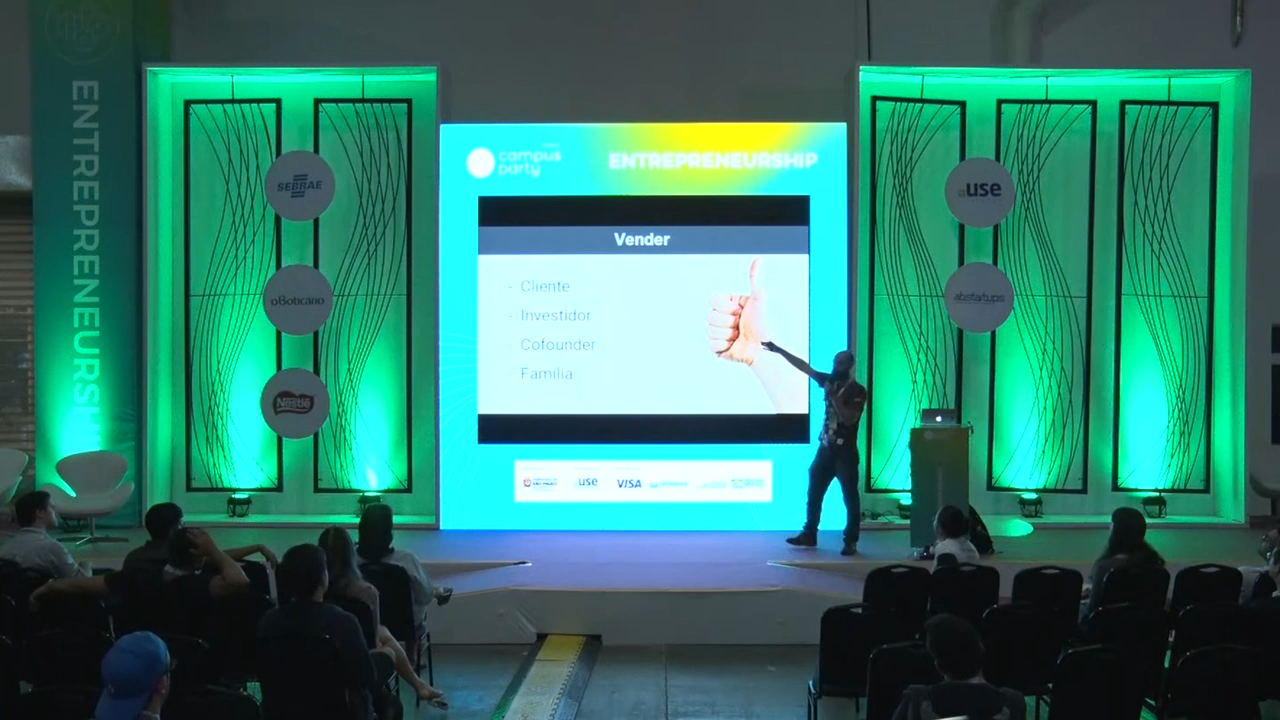 ENTREPRENEURSHIP
SEBRAE
oBoticário
Nestlé
campus
party
ENTREPRENEURSHIP
Vender
- Cliente
- Investidor
- Cofounder
- Família
use
VISA
use
abstartups